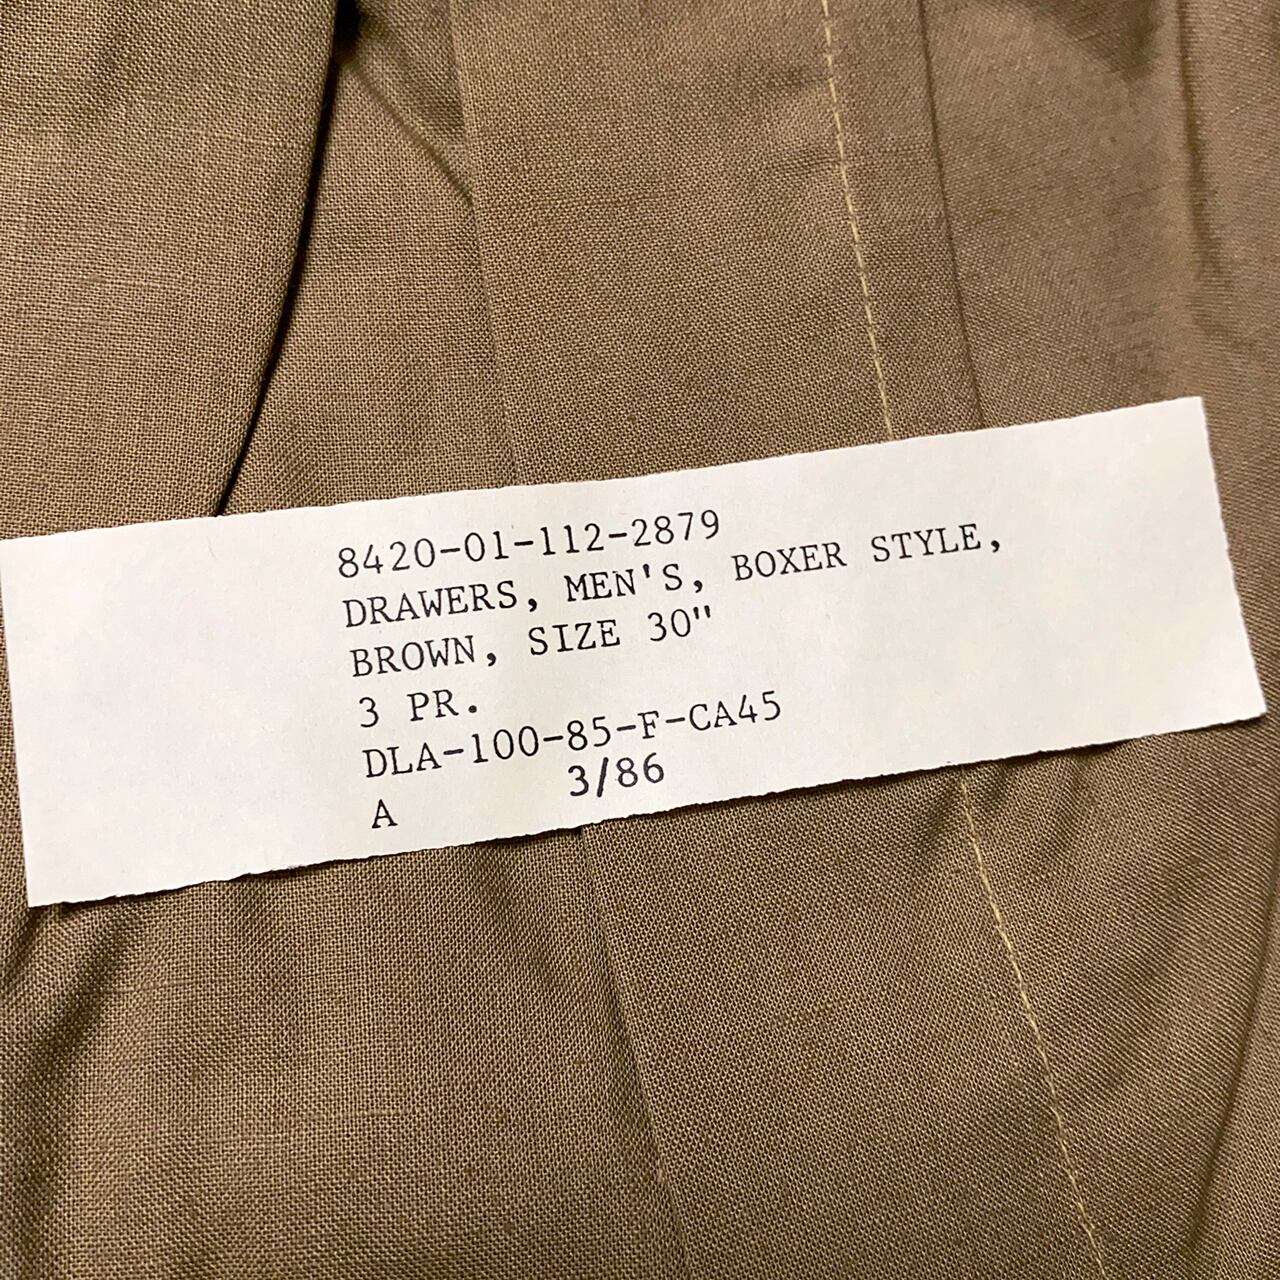 8420-01-112-2879
DRAWERS, MEN'S, BOXER STYLE,
BROWN, SIZE 30"
3 PR.
DLA-100-85-F-CA45
A 3/86